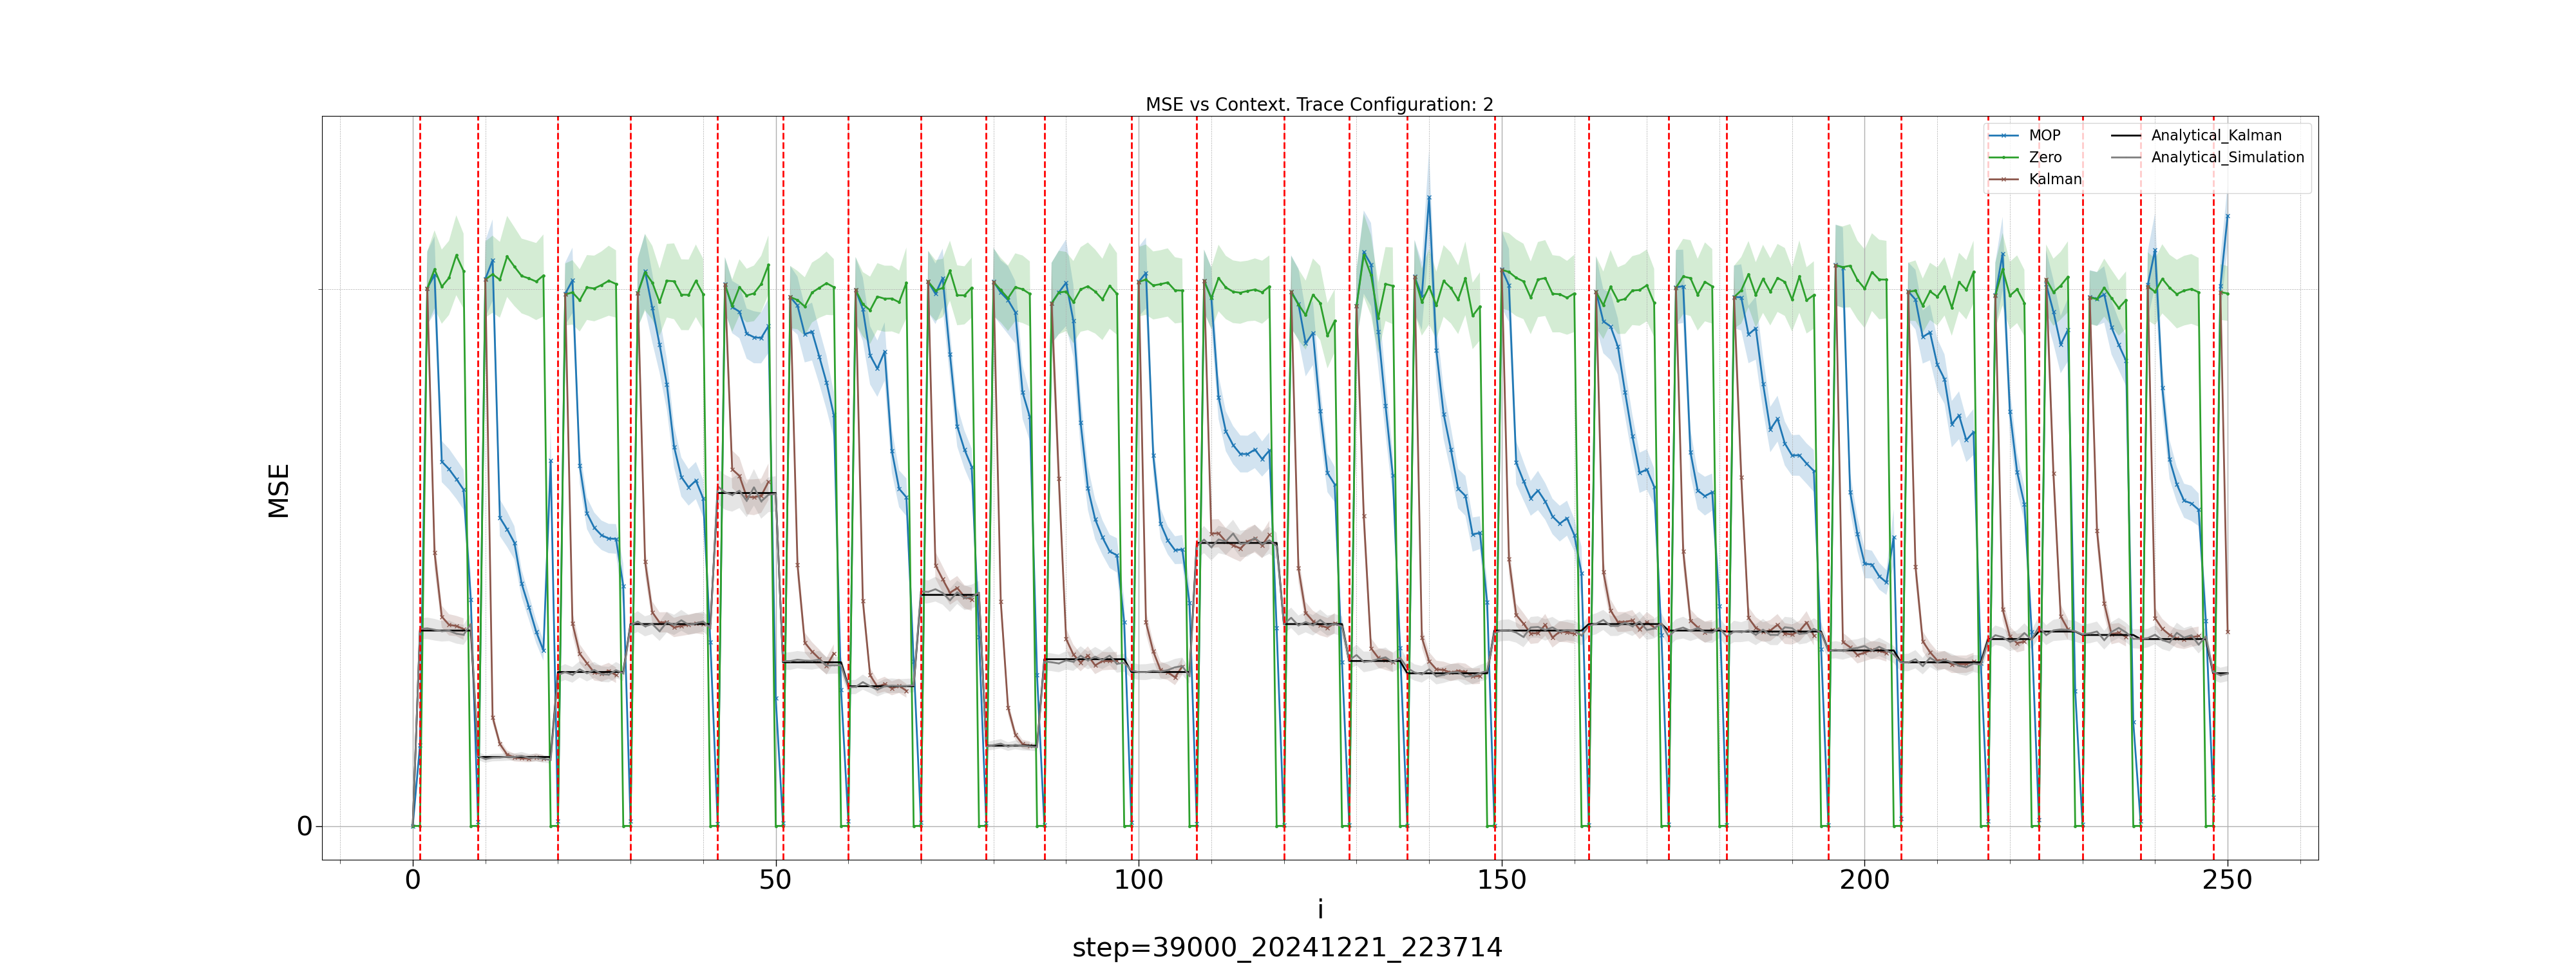 MSE vs Context. Trace Configuration: 2
MOP
Zero
Kalman
Analytical_Kalman
Analytical_Simulation
MSE
0
0
50
100
150
200
250
i
step=39000_20241221_223714